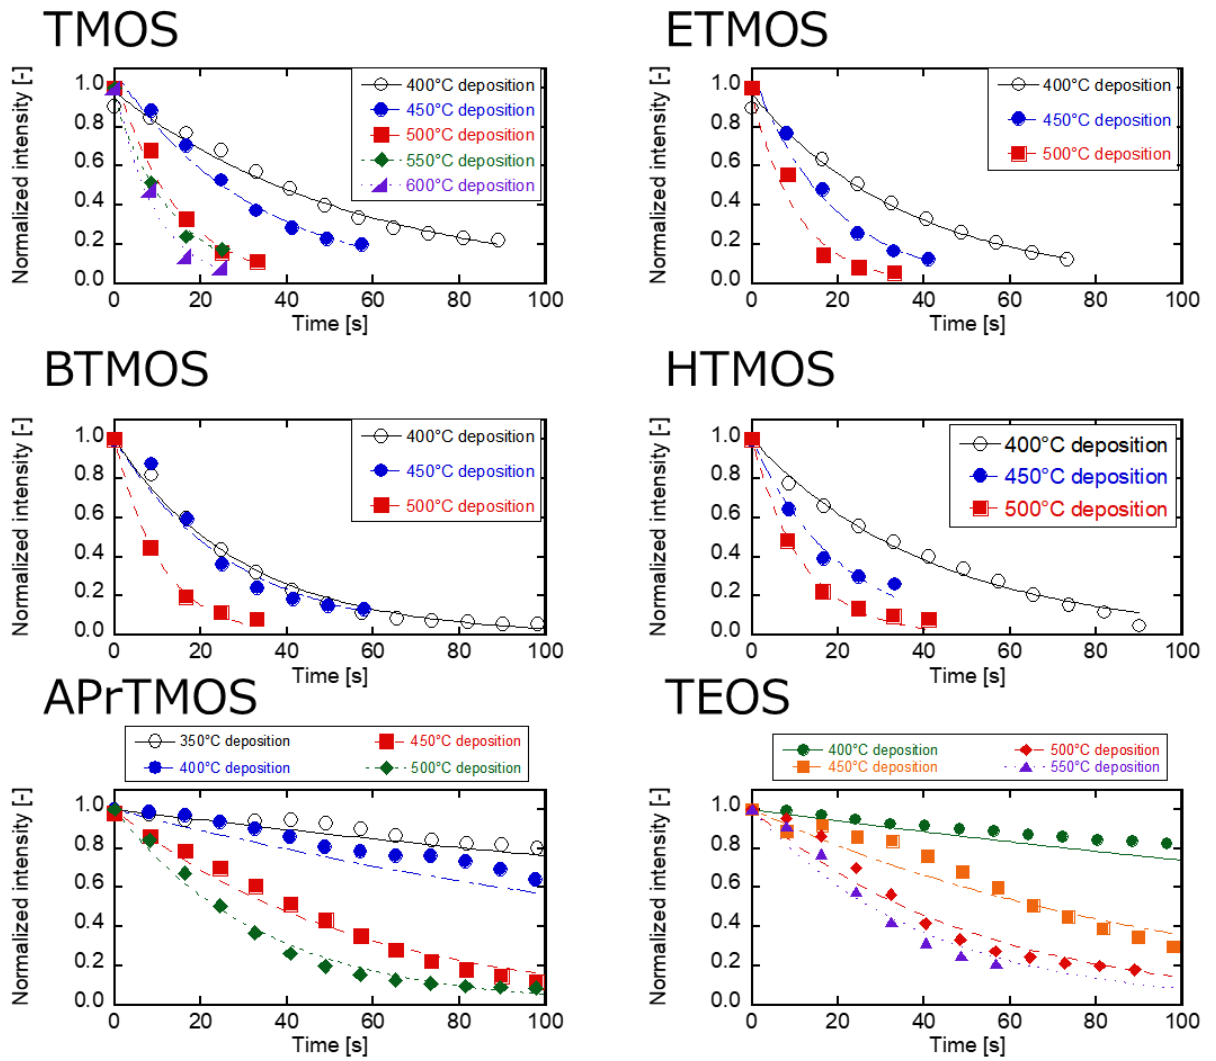 TMOS
ETMOS
Normalized intensity [-]
1.0
0.8
0.6
0.4
0.2
0.0
400°C deposition
450°C deposition
500°C deposition
550°C deposition
600°C deposition
0 20 40 60 80 100
Time [s]
Normalized intensity [-]
1.0
0.8
0.6
0.4
0.2
0.0
400°C deposition
450°C deposition
500°C deposition
0 20 40 60 80 100
Time [s]
BTMOS
HTMOS
Normalized intensity [-]
1.0
0.8
0.6
0.4
0.2
0.0
400°C deposition
450°C deposition
500°C deposition
0 20 40 60 80 100
Time [s]
Normalized intensity [-]
1.0
0.8
0.6
0.4
0.2
0.0
400°C deposition
450°C deposition
500°C deposition
0 20 40 60 80 100
Time [s]
APrTMOS
TEOS
350°C deposition 450°C deposition
400°C deposition 500°C deposition
Normalized intensity [-]
1.0
0.8
0.6
0.4
0.2
0.0
0 20 40 60 80 100
Time [s]
400°C deposition 500°C deposition
450°C deposition 550°C deposition
Normalized intensity [-]
1.0
0.8
0.6
0.4
0.2
0.0
0 20 40 60 80 100
Time [s]